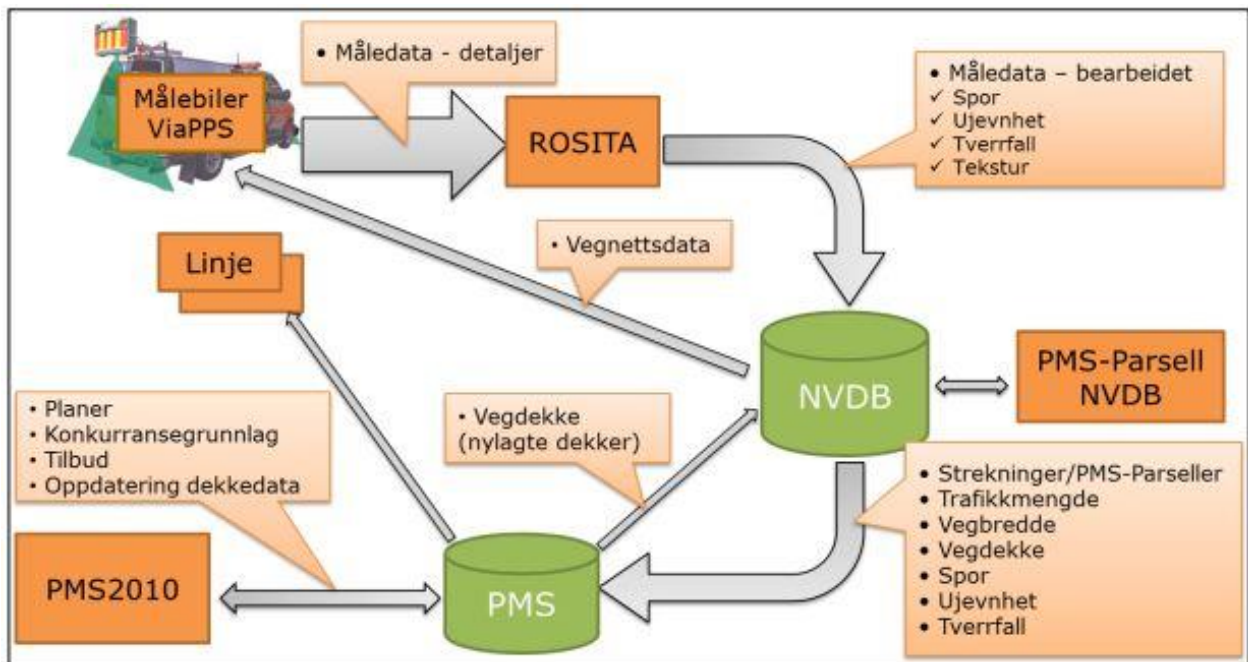 • Måledata - detaljer
Målebiler
ViaPPS
ROSITA
• Måledata – bearbeidet
✓ Spor
✓ Ujevnhet
✓ Tverrfall
✓ Tekstur
• Vegnettsdata
Linje
NVDB
PMS-Parsell
NVDB
• Planer
• Konkurransegrunnlag
• Tilbud
• Oppdatering dekkedata
• Vegdekke
(nylagte dekker)
• Strekninger/PMS-Parseller
• Trafikkmengde
• Vegbredde
• Vegdekke
• Spor
• Ujevnhet
• Tverrfall
PMS2010
PMS